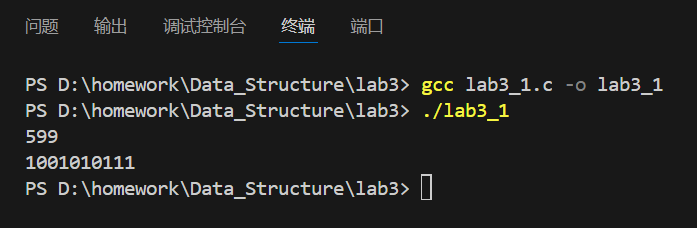 问题 输出 调试控制台 终端 端口
PS D:\homework\Data_Structure\lab3> gcc lab3_1.c -o lab3_1
PS D:\homework\Data_Structure\lab3> ./lab3_1
599
1001010111
PS D:\homework\Data_Structure\lab3>